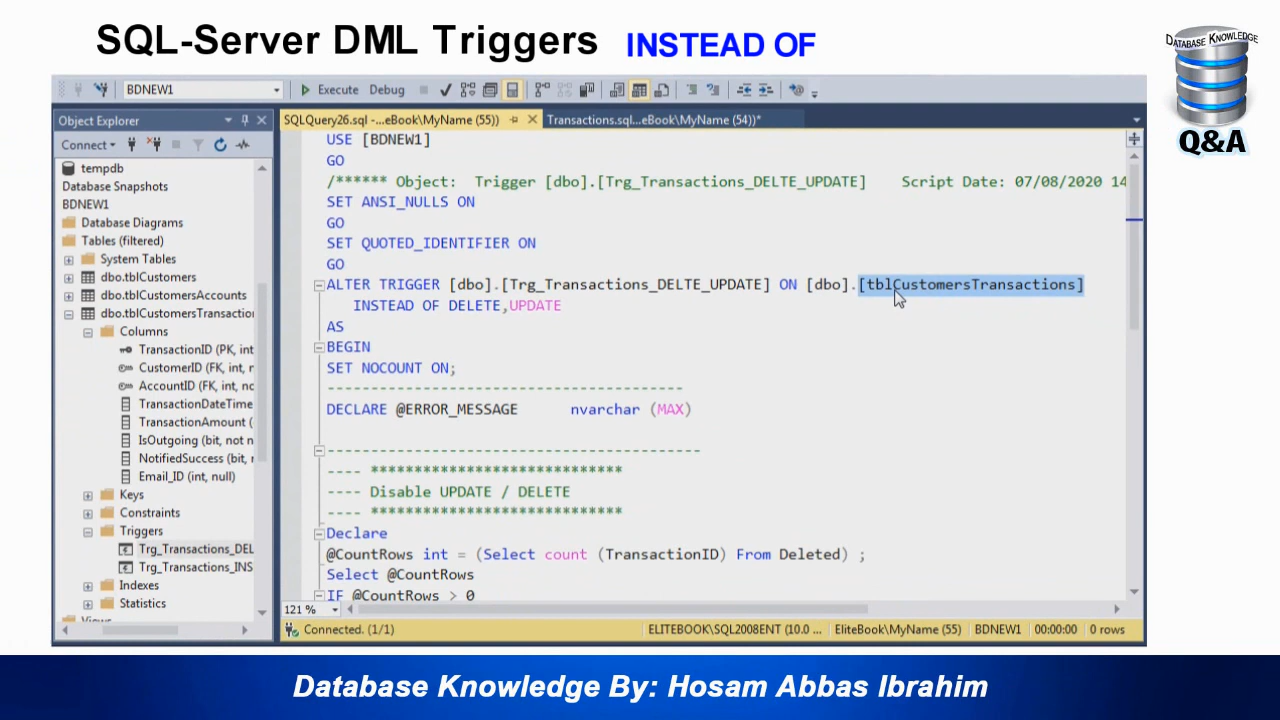 SQL-Server DML Triggers INSTEAD OF
DATABASE KNOWLEDGE
Q&A
BDNEW1
Execute Debug
Object Explorer
Connect
tempdb
Database Snapshots
BDNEW1
Database Diagrams
Tables (filtered)
System Tables
dbo.tblCustomers
dbo.tblCustomersAccounts
dbo.tblCustomersTransaction
Columns
TransactionID (PK, int
CustomerID (FK, int, n
AccountID (FK, int, no
TransactionDateTime
TransactionAmount (
IsOutgoing (bit, not n
NotifiedSuccess (bit, n
Email_ID (int, null)
Keys
Constraints
Triggers
Trg_Transactions_DEL
Trg_Transactions_INS
Indexes
Statistics
Views
SQLQuery26.sql -...eBook\MyName (55)) Transactions.sql...eBook\MyName (54))*
USE [BDNEW1]
GO
/****** Object: Trigger [dbo].[Trg_Transactions_DELTE_UPDATE] Script Date: 07/08/2020 14
SET ANSI_NULLS ON
GO
SET QUOTED_IDENTIFIER ON
GO
ALTER TRIGGER [dbo].[Trg_Transactions_DELTE_UPDATE] ON [dbo].[tblCustomersTransactions]
INSTEAD OF DELETE,UPDATE
AS
BEGIN
SET NOCOUNT ON;
-----------------------------------------
DECLARE @ERROR_MESSAGE nvarchar (MAX)
-------------------------------------------
---- *****************************
---- Disable UPDATE / DELETE
---- *****************************
Declare
@CountRows int = (Select count (TransactionID) From Deleted) ;
Select @CountRows
IF @CountRows > 0
121 %
Connected. (1/1) ELITEBOOK\SQL2008ENT (10.0 ... EliteBook\MyName (55) BDNEW1 00:00:00 0 rows
Database Knowledge By: Hosam Abbas Ibrahim